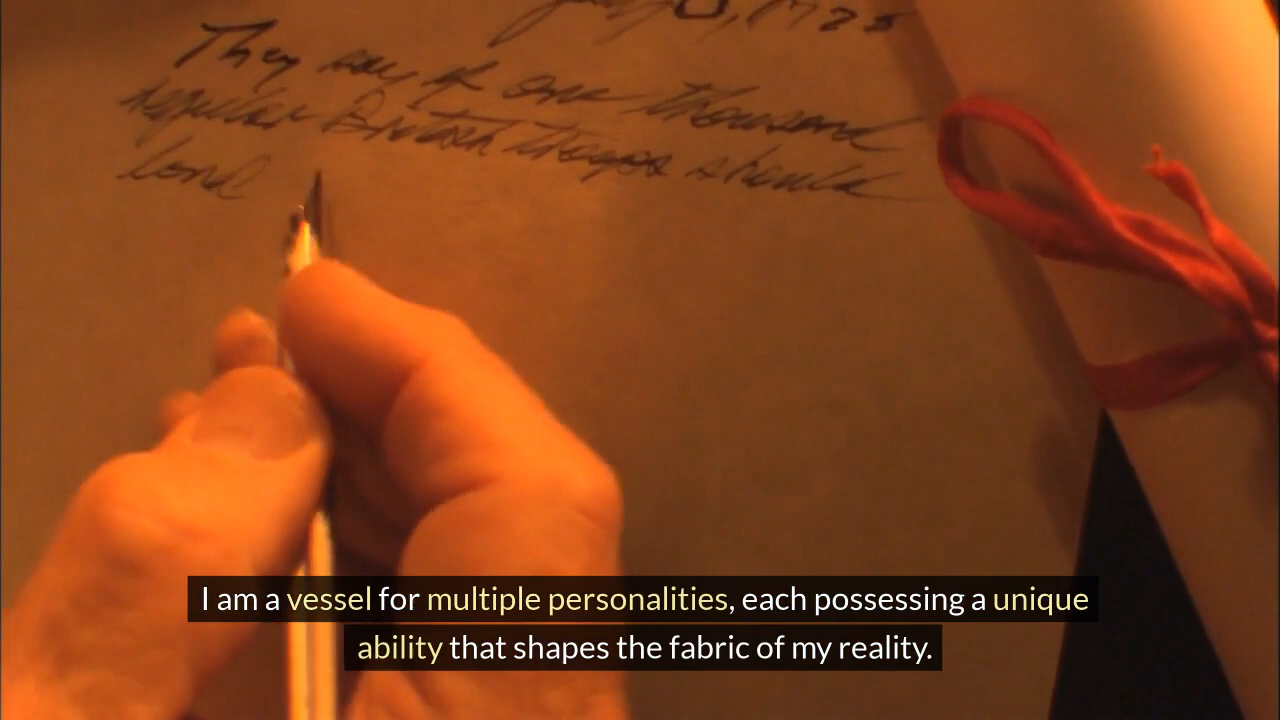 They say if one thousand
regular British troops should
land
I am a vessel for multiple personalities, each possessing a unique
ability that shapes the fabric of my reality.